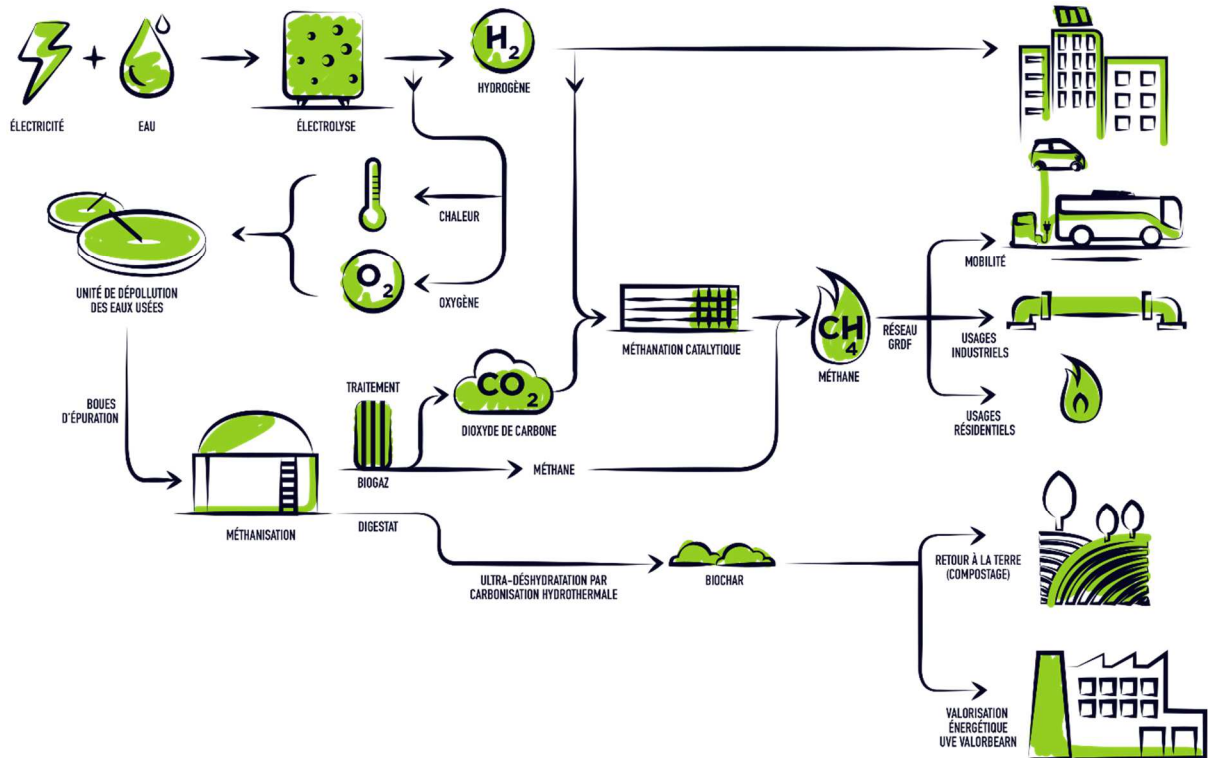 H2
HYDROGÈNE
ÉLECTRICITÉ
EAU
ÉLECTROLYSE
CHALEUR
O2
OXYGÈNE
UNITÉ DE DÉPOLLUTION
DES EAUX USÉES
MOBILITÉ
CH4
RÉSEAU
GRDF
USAGES
INDUSTRIELS
MÉTHANATION CATALYTIQUE
MÉTHANE
TRAITEMENT
CO2
DIOXYDE DE CARBONE
BOUES
D'ÉPURATION
USAGES
RÉSIDENTIELS
BIOGAZ
MÉTHANE
MÉTHANISATION
DIGESTAT
ULTRA-DÉSHYDRATATION PAR
CARBONISATION HYDROTHERMALE
BIOCHAR
RETOUR À LA TERRE
(COMPOSTAGE)
VALORISATION
ÉNERGÉTIQUE
UVE VALORBEARN